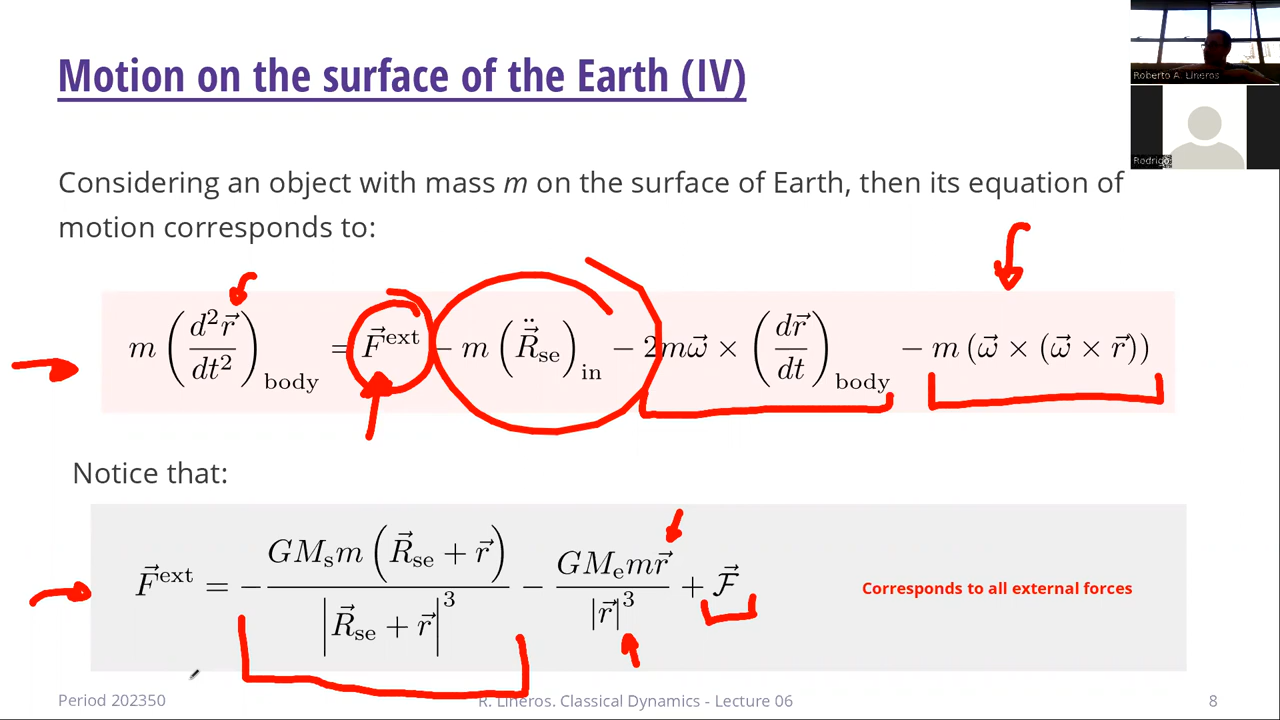 Motion on the surface of the Earth (IV)
Roberto A. Lineros
Rodrigo
Considering an object with mass m on the surface of Earth, then its equation of
motion corresponds to:
m (d²r⃗/dt²)_body = F⃗^ext − m (R̈⃗_se)_in − 2mω⃗ × (dr⃗/dt)_body − m (ω⃗ × (ω⃗ × r⃗))
Notice that:
F⃗^ext = − GM_s m (R⃗_se + r⃗) / |R⃗_se + r⃗|³ − GM_e m r⃗ / |r⃗|³ + ℱ⃗
Corresponds to all external forces
Period 202350
R. Lineros. Classical Dynamics - Lecture 06
8